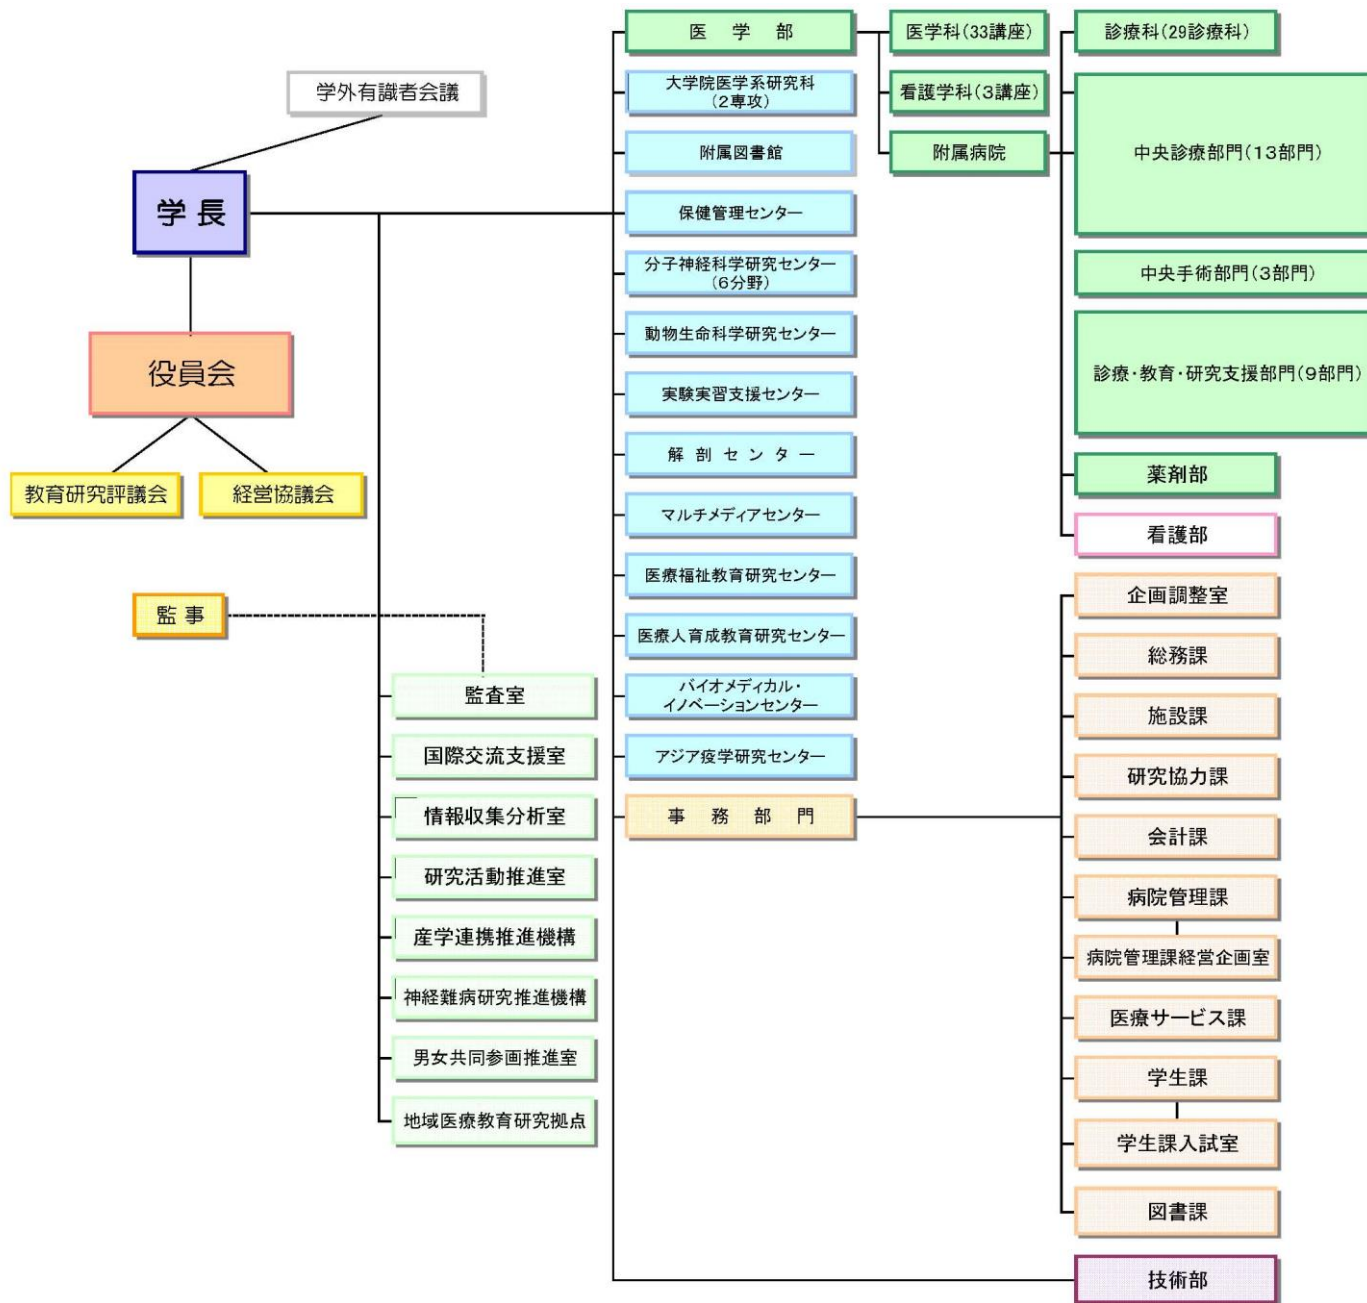 学外有識者会議
学長
役員会
教育研究評議会
経営協議会
監事
監査室
国際交流支援室
情報収集分析室
研究活動推進室
産学連携推進機構
神経難病研究推進機構
男女共同参画推進室
地域医療教育研究拠点
医学部
大学院医学系研究科
(2専攻)
附属図書館
保健管理センター
分子神経科学研究センター
(6分野)
動物生命科学研究センター
実験実習支援センター
解剖センター
マルチメディアセンター
医療福祉教育研究センター
医療人育成教育研究センター
バイオメディカル・
イノベーションセンター
アジア疫学研究センター
事務部門
医学科(33講座)
看護学科(3講座)
附属病院
診療科(29診療科)
中央診療部門(13部門)
中央手術部門(3部門)
診療・教育・研究支援部門(9部門)
薬剤部
看護部
企画調整室
総務課
施設課
研究協力課
会計課
病院管理課
病院管理課経営企画室
医療サービス課
学生課
学生課入試室
図書課
技術部